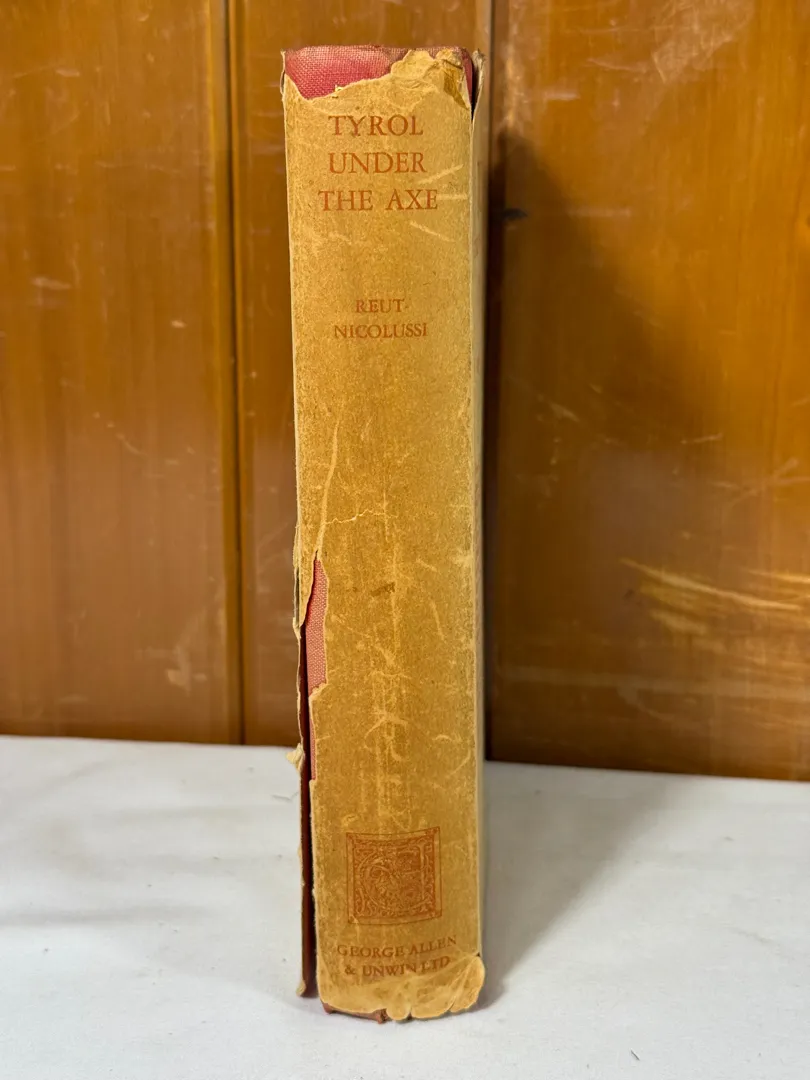 TYROL
UNDER
THE AXE
REUT-
NICOLUSSI
GEORGE ALLEN
& UNWIN LTD